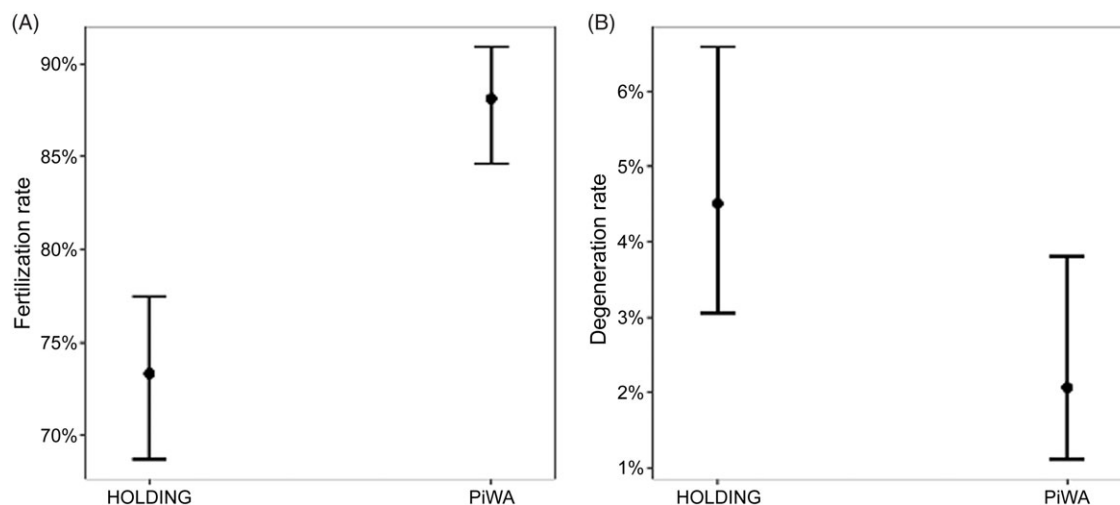 (A)
Fertilization rate
90%
85%
80%
75%
70%
HOLDING
PiWA
(B)
Degeneration rate
6%
5%
4%
3%
2%
1%
HOLDING
PiWA